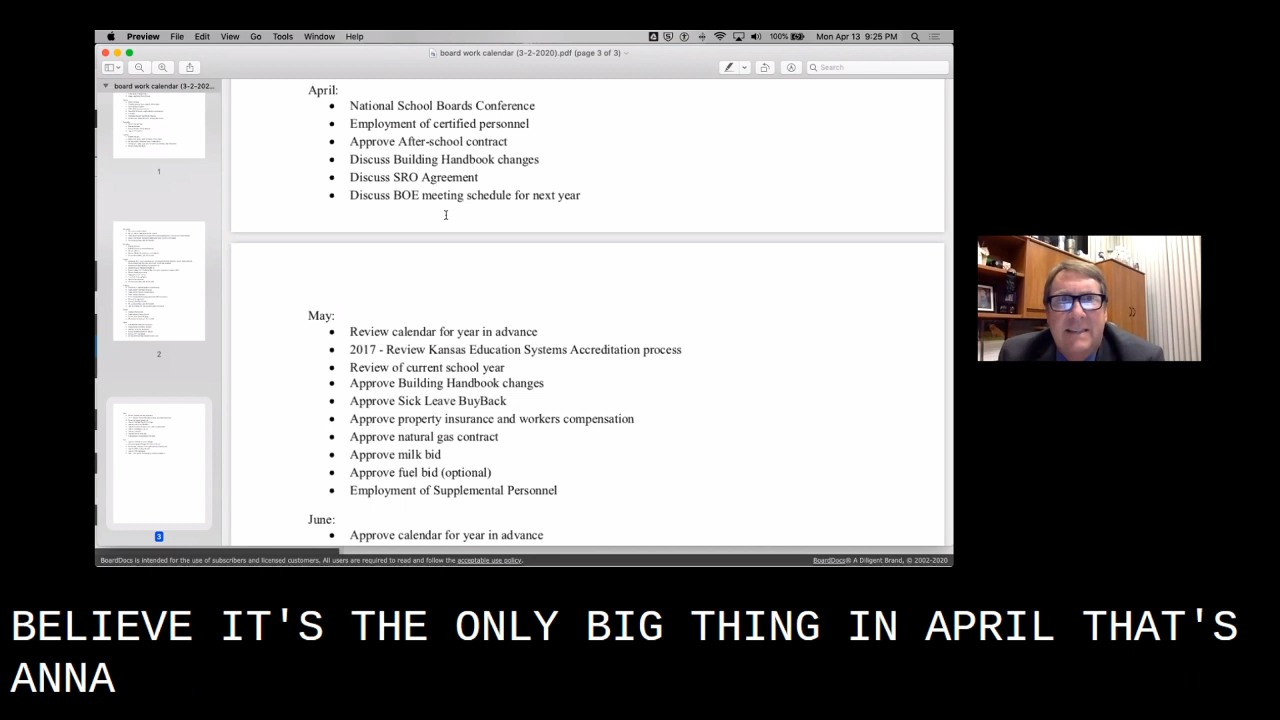 Preview File Edit View Go Tools Window Help
100% Mon Apr 13 9:25 PM
board work calendar (3-2-2020).pdf (page 3 of 3)
Search
board work calendar (3-2-202...
1
2
3
April:
• National School Boards Conference
• Employment of certified personnel
• Approve After-school contract
• Discuss Building Handbook changes
• Discuss SRO Agreement
• Discuss BOE meeting schedule for next year
May:
• Review calendar for year in advance
• 2017 - Review Kansas Education Systems Accreditation process
• Review of current school year
• Approve Building Handbook changes
• Approve Sick Leave BuyBack
• Approve property insurance and workers compensation
• Approve natural gas contract
• Approve milk bid
• Approve fuel bid (optional)
• Employment of Supplemental Personnel
June:
• Approve calendar for year in advance
BoardDocs is intended for the use of subscribers and licensed customers. All users are required to read and follow the acceptable use policy.
BoardDocs® A Diligent Brand, © 2002-2020
BELIEVE IT'S THE ONLY BIG THING IN APRIL THAT'S
ANNA